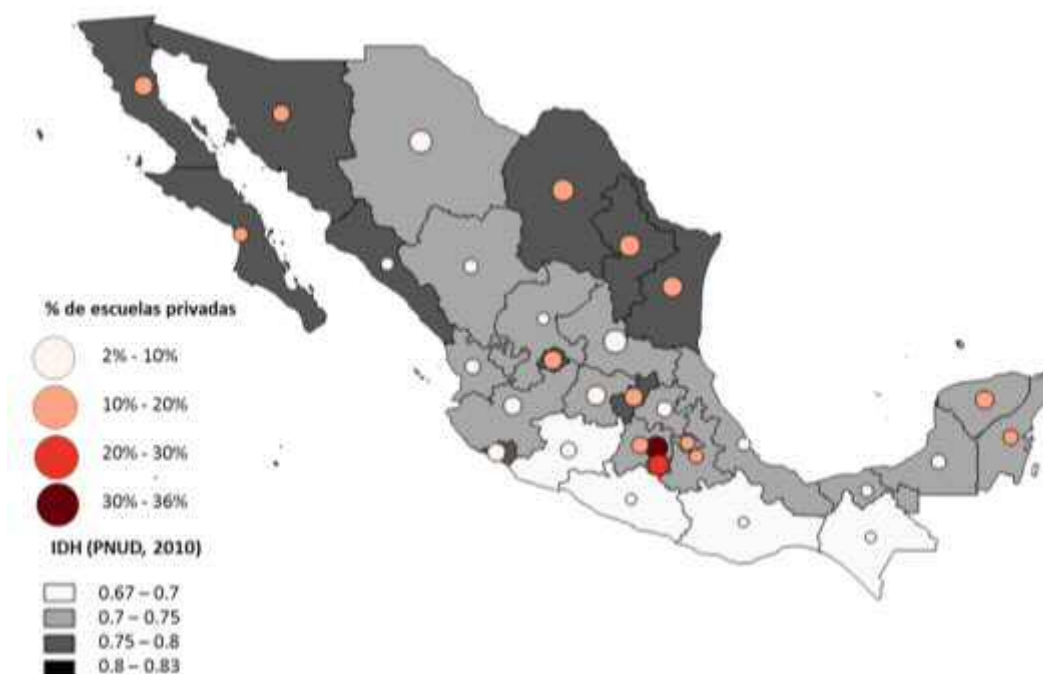 % de escuelas privadas
2% - 10%
10% - 20%
20% - 30%
30% - 36%
IDH (PNUD, 2010)
0.67 – 0.7
0.7 – 0.75
0.75 – 0.8
0.8 – 0.83